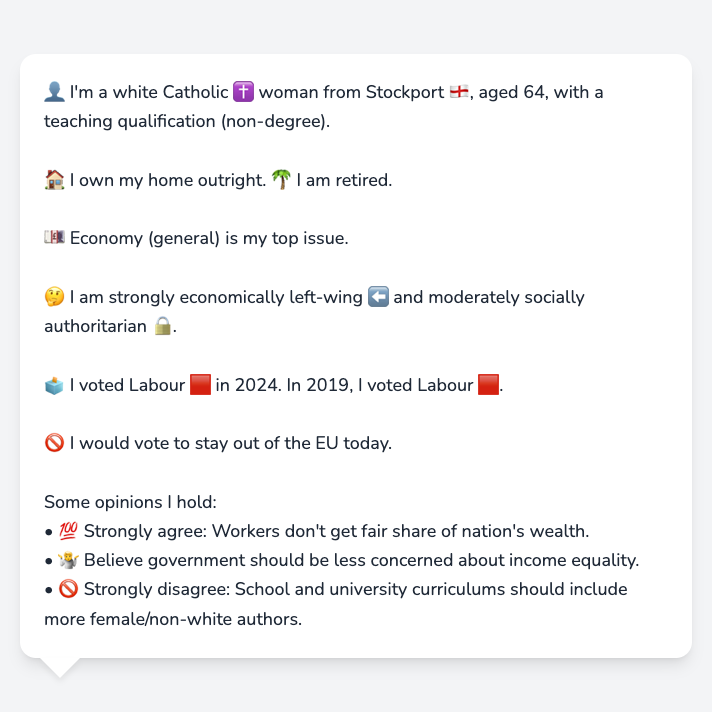 👤 I'm a white Catholic ✝️ woman from Stockport 🏴󠁧󠁢󠁥󠁮󠁧󠁿, aged 64, with a
teaching qualification (non-degree).
🏠 I own my home outright. 🌴 I am retired.
💷 Economy (general) is my top issue.
🤔 I am strongly economically left-wing ⬅️ and moderately socially
authoritarian 🔒.
🗳️ I voted Labour 🟥 in 2024. In 2019, I voted Labour 🟥.
🚫 I would vote to stay out of the EU today.
Some opinions I hold:
• 💯 Strongly agree: Workers don't get fair share of nation's wealth.
• 🤷 Believe government should be less concerned about income equality.
• 🚫 Strongly disagree: School and university curriculums should include
more female/non-white authors.